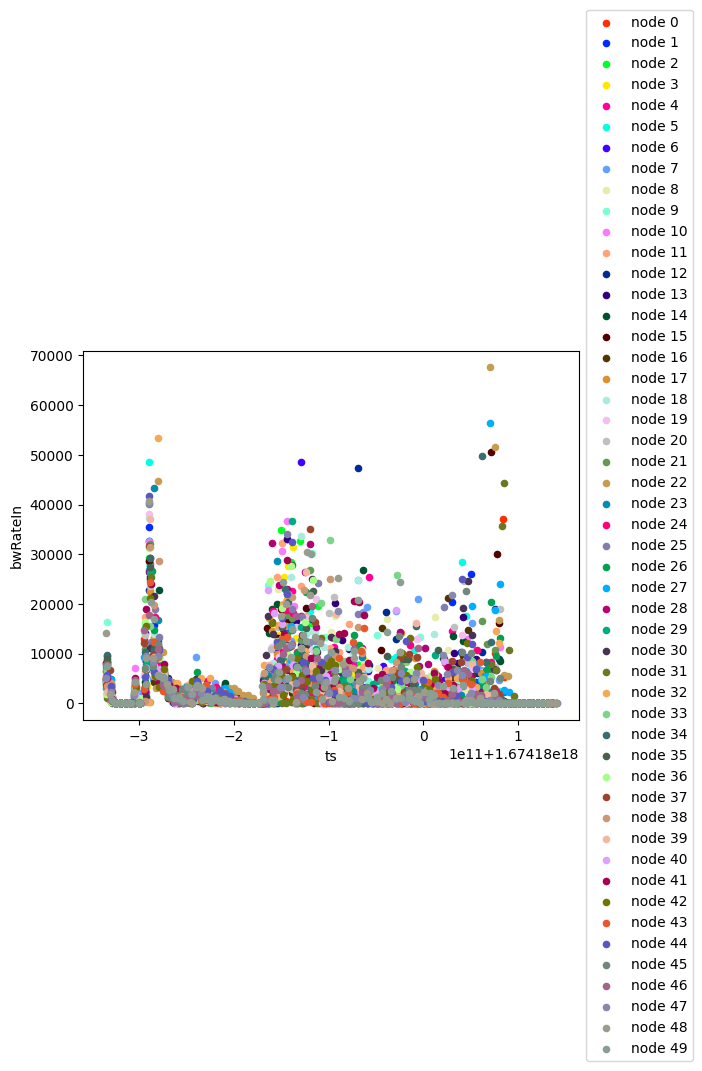 node 0
node 1
node 2
node 3
node 4
node 5
node 6
node 7
node 8
node 9
node 10
node 11
node 12
node 13
node 14
node 15
node 16
node 17
node 18
node 19
node 20
node 21
node 22
node 23
node 24
node 25
node 26
node 27
node 28
node 29
node 30
node 31
node 32
node 33
node 34
node 35
node 36
node 37
node 38
node 39
node 40
node 41
node 42
node 43
node 44
node 45
node 46
node 47
node 48
node 49
70000
60000
50000
40000
30000
20000
10000
0
bwRateIn
−3
−2
−1
0
1
1e11+1.67418e18
ts